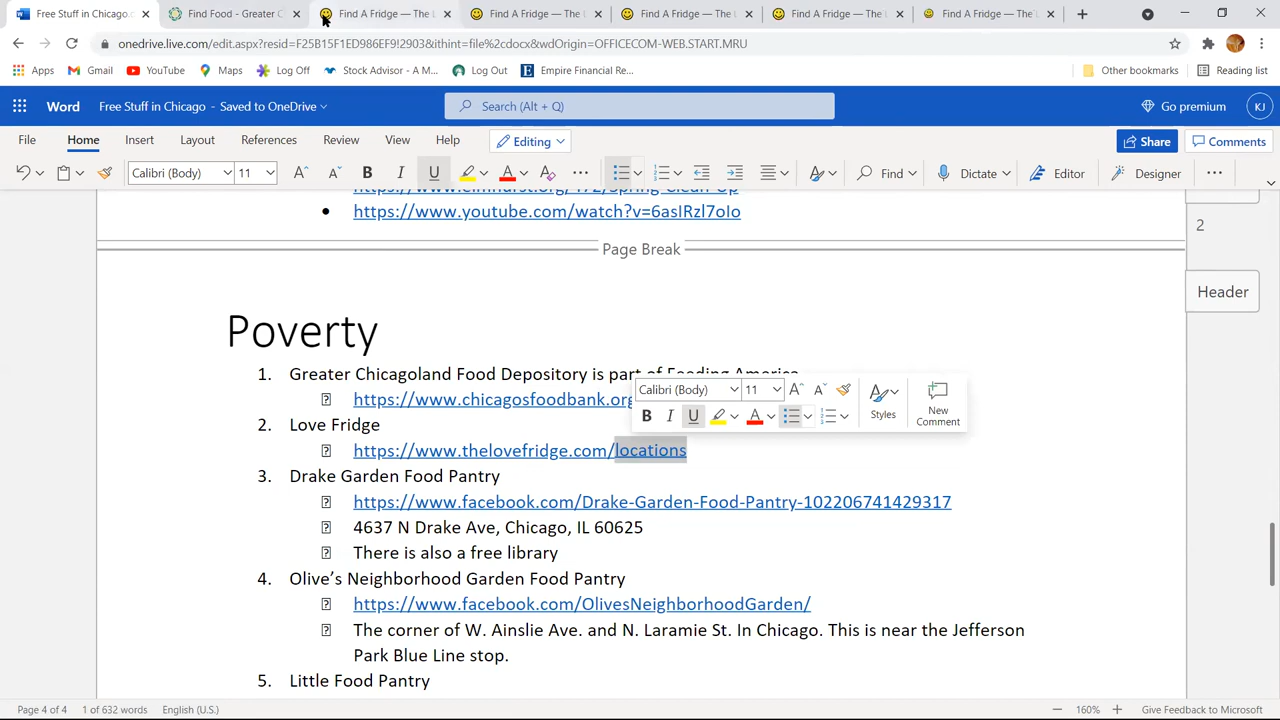 Free Stuff in Chicago.c
Find Food - Greater C
Find A Fridge — The L
Find A Fridge — The L
Find A Fridge — The L
Find A Fridge — The L
Find A Fridge — The L
onedrive.live.com/edit.aspx?resid=F25B15F1ED986EF9!2903&ithint=file%2cdocx&wdOrigin=OFFICECOM-WEB.START.MRU
Apps
Gmail
YouTube
Maps
Log Off
Stock Advisor - A M...
Log Out
Empire Financial Re...
Other bookmarks
Reading list
Word
Free Stuff in Chicago - Saved to OneDrive
Search (Alt + Q)
Go premium
KJ
File
Home
Insert
Layout
References
Review
View
Help
Editing
Share
Comments
Calibri (Body)
11
A
A
B
I
U
A
Find
Dictate
Editor
Designer
https://www.elmhurst.org/472/Spring-Clean-Up
• https://www.youtube.com/watch?v=6asIRzl7oIo
Page Break
2
Header
Poverty
1. Greater Chicagoland Food Depository is part of Feeding America
https://www.chicagosfoodbank.org
2. Love Fridge
https://www.thelovefridge.com/locations
Calibri (Body)
11
A
A
B
I
U
A
Styles
New
Comment
3. Drake Garden Food Pantry
https://www.facebook.com/Drake-Garden-Food-Pantry-102206741429317
4637 N Drake Ave, Chicago, IL 60625
There is also a free library
4. Olive's Neighborhood Garden Food Pantry
https://www.facebook.com/OlivesNeighborhoodGarden/
The corner of W. Ainslie Ave. and N. Laramie St. In Chicago. This is near the Jefferson
Park Blue Line stop.
5. Little Food Pantry
Page 4 of 4
1 of 632 words
English (U.S.)
160%
Give Feedback to Microsoft